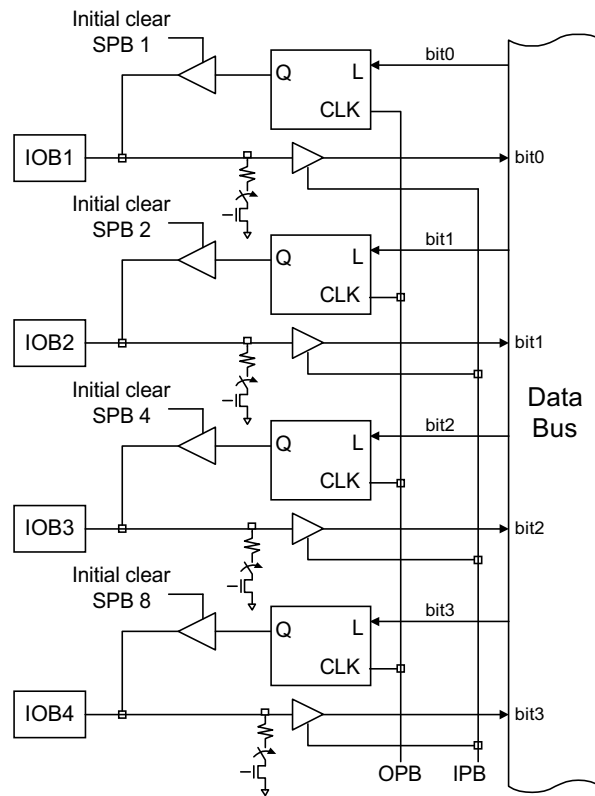 Initial clear
SPB 1
Q
L
bit0
CLK
IOB1
bit0
Initial clear
SPB 2
Q
L
bit1
CLK
IOB2
bit1
Initial clear
SPB 4
Q
L
bit2
CLK
Data
Bus
IOB3
bit2
Initial clear
SPB 8
Q
L
bit3
CLK
IOB4
bit3
OPB
IPB